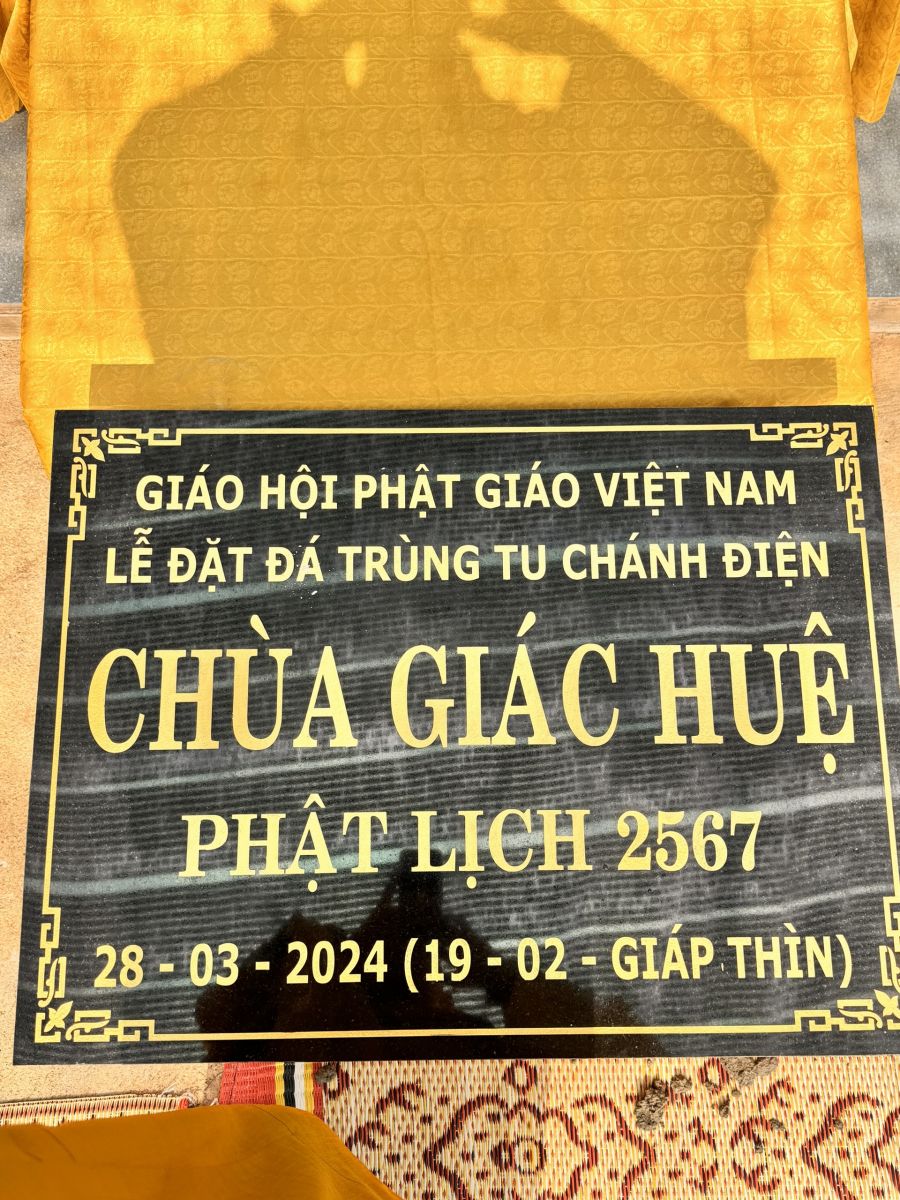 GIÁO HỘI PHẬT GIÁO VIỆT NAM
LỄ ĐẶT ĐÁ TRÙNG TU CHÁNH ĐIỆN
CHÙA GIÁC HUỆ
PHẬT LỊCH 2567
28 - 03 - 2024 (19 - 02 - GIÁP THÌN)